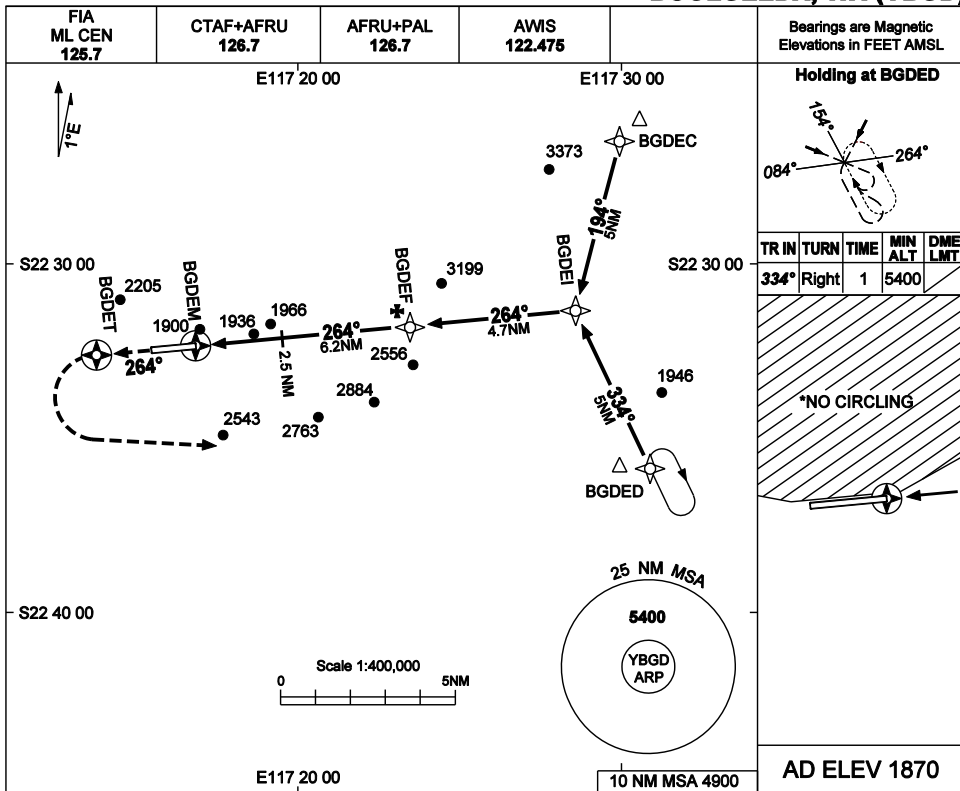 FIA
ML CEN
125.7
CTAF+AFRU
126.7
AFRU+PAL
126.7
AWIS
122.475
Bearings are Magnetic
Elevations in FEET AMSL
E117 20 00
E117 30 00
1°E
BGDEC
3373
194°
5NM
BGDEI
S22 30 00
S22 30 00
BGDET
2205
BGDEM
1900
1936
1966
BGDEF
3199
264°
4.7NM
264°
6.2NM
264°
2.5 NM
2556
2884
2763
2543
334°
5NM
1946
BGDED
25 NM MSA
5400
YBGD
ARP
S22 40 00
Scale 1:400,000
0
5NM
E117 20 00
10 NM MSA 4900
Holding at BGDED
154°
084°
264°
TR IN TURN TIME MIN ALT DME LMT
334° Right 1 5400
*NO CIRCLING
AD ELEV 1870